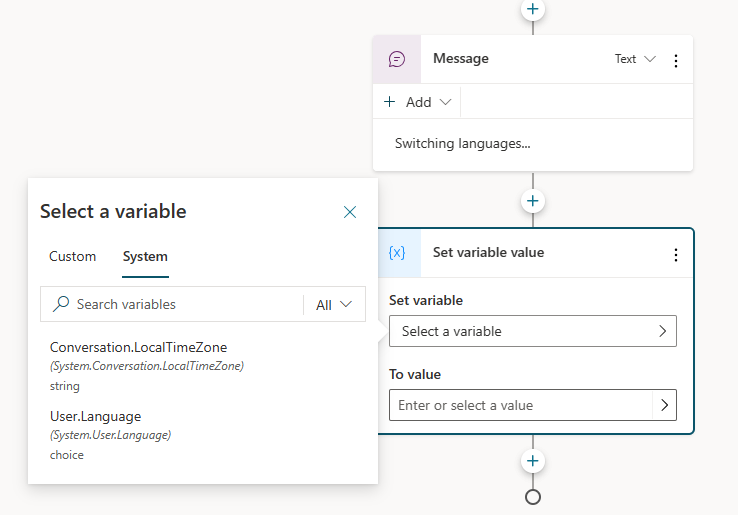 Message
Text
Add
Switching languages...
Select a variable
Custom
System
Search variables
All
Conversation.LocalTimeZone
(System.Conversation.LocalTimeZone)
string
User.Language
(System.User.Language)
choice
{x}
Set variable value
Set variable
Select a variable
To value
Enter or select a value